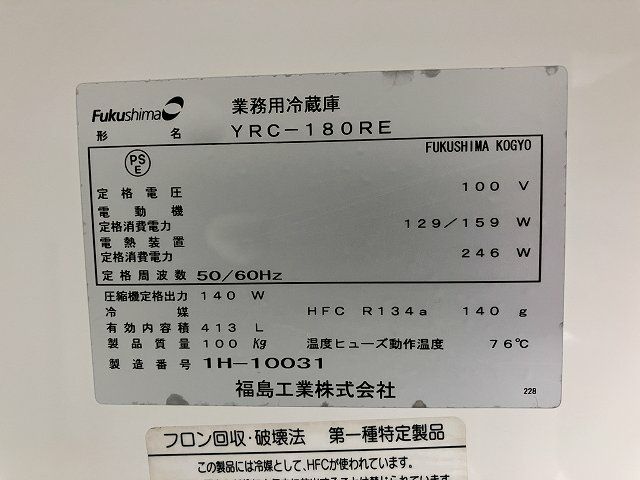 Fukushima 業務用冷蔵庫
形名 YRC-180RE
FUKUSHIMA KOGYO
PS E
定格電圧 100 V
電動機
定格消費電力 129/159 W
電熱装置
定格消費電力 246 W
定格周波数 50/60Hz
圧縮機定格出力 140 W
冷媒 HFC R134a 140 g
有効内容積 413 L
製品質量 100 Kg 温度ヒューズ動作温度 76℃
製造番号 1H-10031
福島工業株式会社
228
フロン回収・破壊法 第一種特定製品
この製品には冷媒として、HFCが使われています。